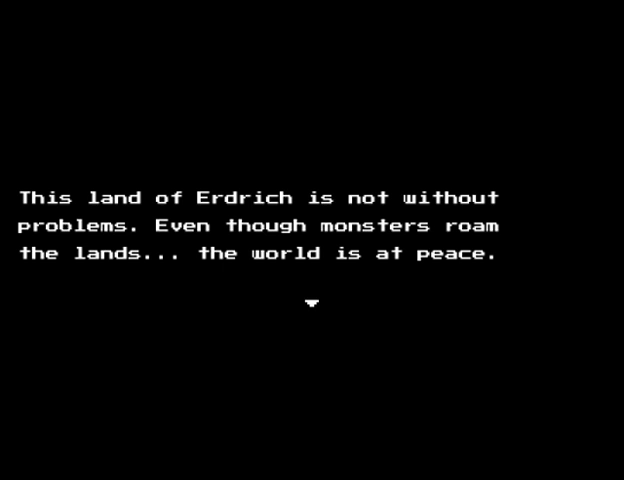 This land of Erdrich is not without
problems. Even though monsters roam
the lands... the world is at peace.